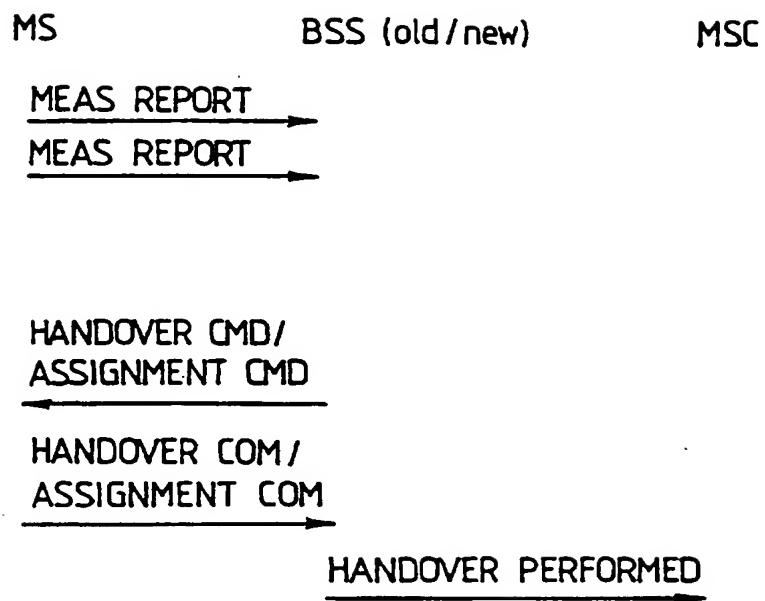 MS BSS (old/new) MSC
MEAS REPORT
MEAS REPORT
HANDOVER CMD/
ASSIGNMENT CMD
HANDOVER COM/
ASSIGNMENT COM
HANDOVER PERFORMED